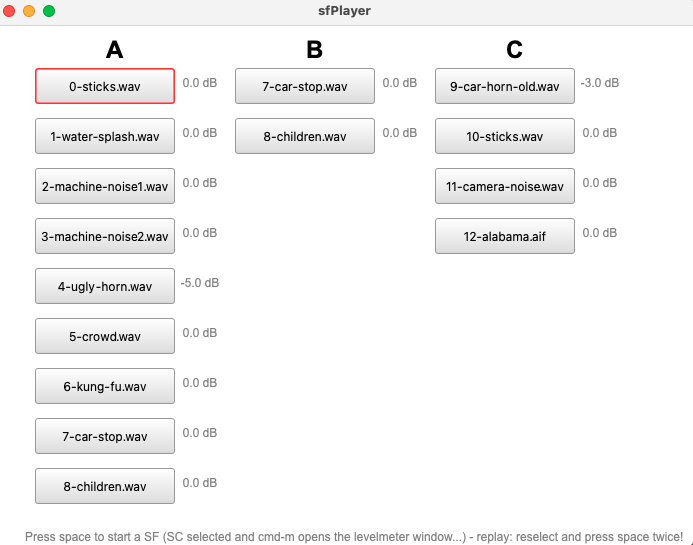 sfPlayer
A B C
0-sticks.wav 0.0 dB 7-car-stop.wav 0.0 dB 9-car-horn-old.wav -3.0 dB
1-water-splash.wav 0.0 dB 8-children.wav 0.0 dB 10-sticks.wav 0.0 dB
2-machine-noise1.wav 0.0 dB 11-camera-noise.wav 0.0 dB
3-machine-noise2.wav 0.0 dB 12-alabama.aif 0.0 dB
4-ugly-horn.wav -5.0 dB
5-crowd.wav 0.0 dB
6-kung-fu.wav 0.0 dB
7-car-stop.wav 0.0 dB
8-children.wav 0.0 dB
Press space to start a SF (SC selected and cmd-m opens the levelmeter window...) - replay: reselect and press space twice!